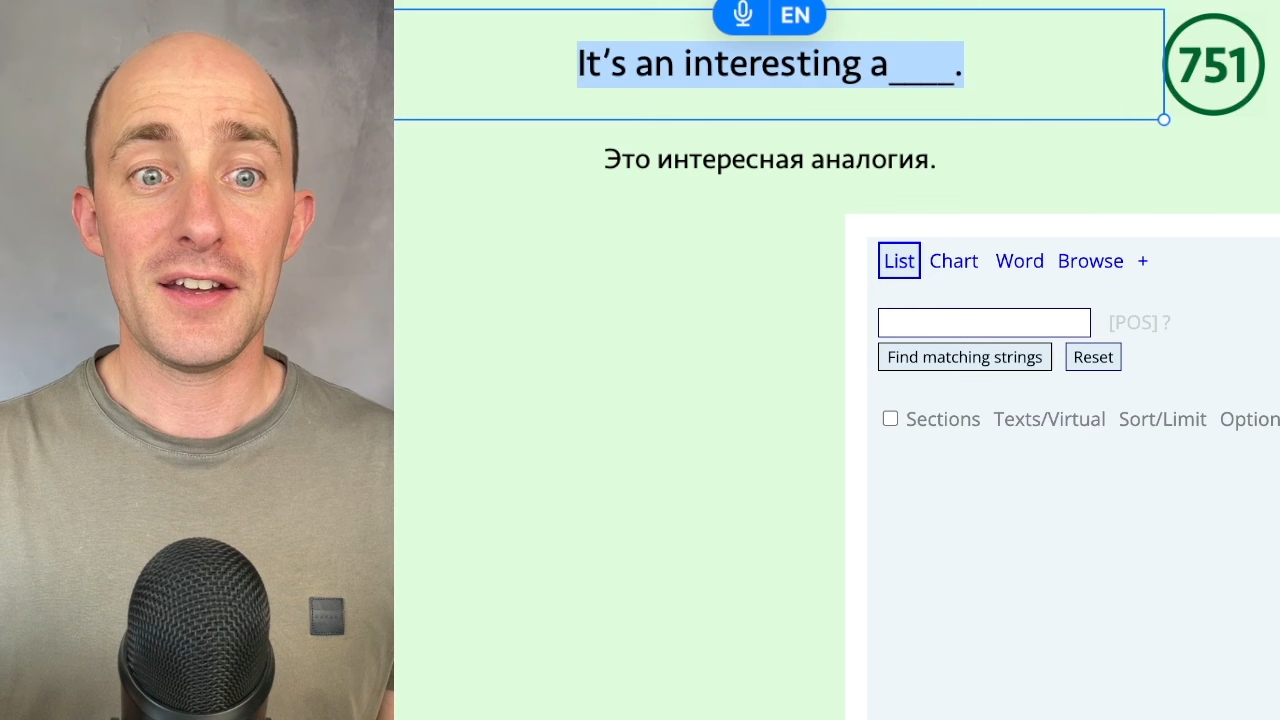 EN
It’s an interesting a____.
751
Это интересная аналогия.
List Chart Word Browse +
[POS] ?
Find matching strings Reset
Sections Texts/Virtual Sort/Limit Option